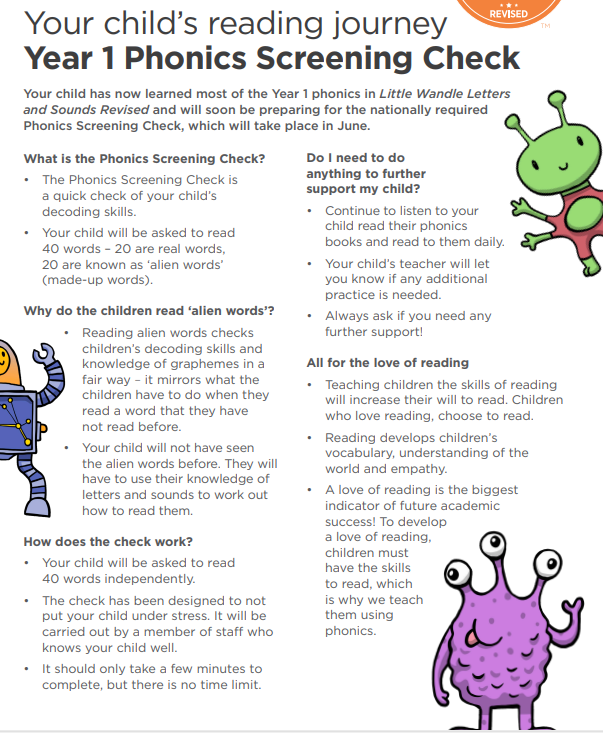 Your child's reading journey
REVISED
TM
Year 1 Phonics Screening Check
Your child has now learned most of the Year 1 phonics in Little Wandle Letters
and Sounds Revised and will soon be preparing for the nationally required
Phonics Screening Check, which will take place in June.
What is the Phonics Screening Check?
• The Phonics Screening Check is
a quick check of your child's
decoding skills.
• Your child will be asked to read
40 words – 20 are real words,
20 are known as 'alien words'
(made-up words).
Why do the children read 'alien words'?
• Reading alien words checks
children's decoding skills and
knowledge of graphemes in a
fair way – it mirrors what the
children have to do when they
read a word that they have
not read before.
• Your child will not have seen
the alien words before. They will
have to use their knowledge of
letters and sounds to work out
how to read them.
How does the check work?
• Your child will be asked to read
40 words independently.
• The check has been designed to not
put your child under stress. It will be
carried out by a member of staff who
knows your child well.
• It should only take a few minutes to
complete, but there is no time limit.
Do I need to do
anything to further
support my child?
• Continue to listen to your
child read their phonics
books and read to them daily.
• Your child's teacher will let
you know if any additional
practice is needed.
• Always ask if you need any
further support!
All for the love of reading
• Teaching children the skills of reading
will increase their will to read. Children
who love reading, choose to read.
• Reading develops children's
vocabulary, understanding of the
world and empathy.
• A love of reading is the biggest
indicator of future academic
success! To develop
a love of reading,
children must
have the skills
to read, which
is why we teach
them using
phonics.